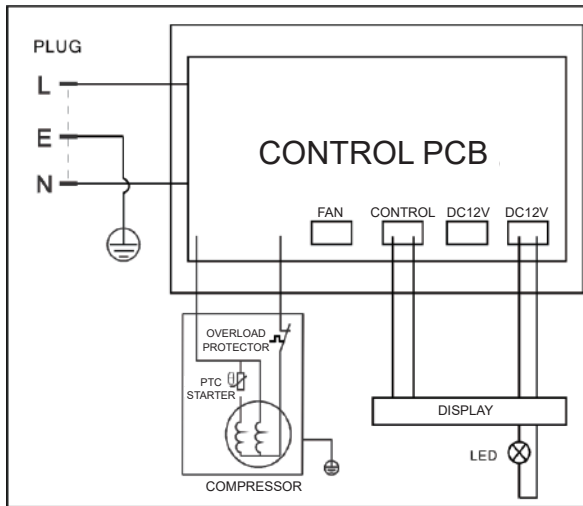 PLUG
L
E
N
CONTROL PCB
FAN
CONTROL
DC12V
DC12V
OVERLOAD
PROTECTOR
PTC
STARTER
COMPRESSOR
DISPLAY
LED